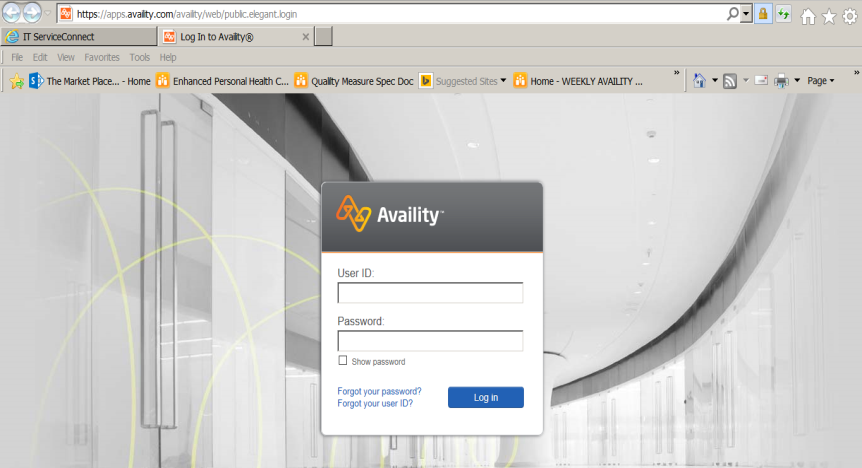 https://apps.availity.com/availity/web/public.elegant.login
IT ServiceConnect
Log In to Availity®
File Edit View Favorites Tools Help
The Market Place... - Home Enhanced Personal Health C... Quality Measure Spec Doc Suggested Sites Home - WEEKLY AVAILITY ... Page
Availity™
User ID:
Password:
Show password
Forgot your password?
Forgot your user ID?
Log in